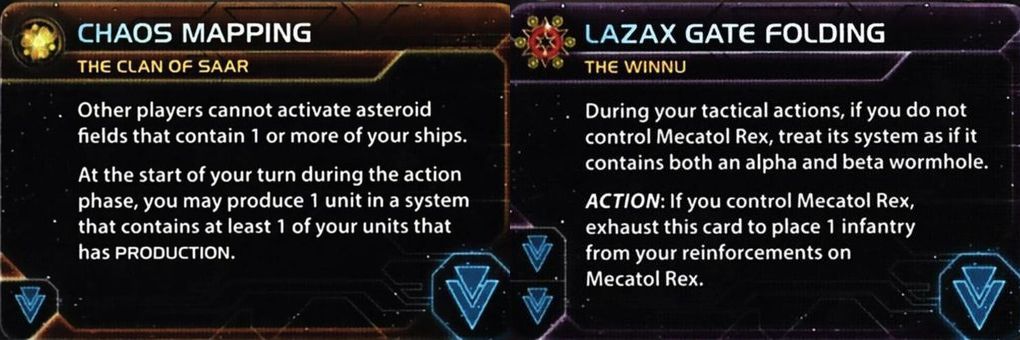 CHAOS MAPPING
THE CLAN OF SAAR
Other players cannot activate asteroid
fields that contain 1 or more of your ships.
At the start of your turn during the action
phase, you may produce 1 unit in a system
that contains at least 1 of your units that
has PRODUCTION.
LAZAX GATE FOLDING
THE WINNU
During your tactical actions, if you do not
control Mecatol Rex, treat its system as if it
contains both an alpha and beta wormhole.
ACTION: If you control Mecatol Rex,
exhaust this card to place 1 infantry
from your reinforcements on
Mecatol Rex.